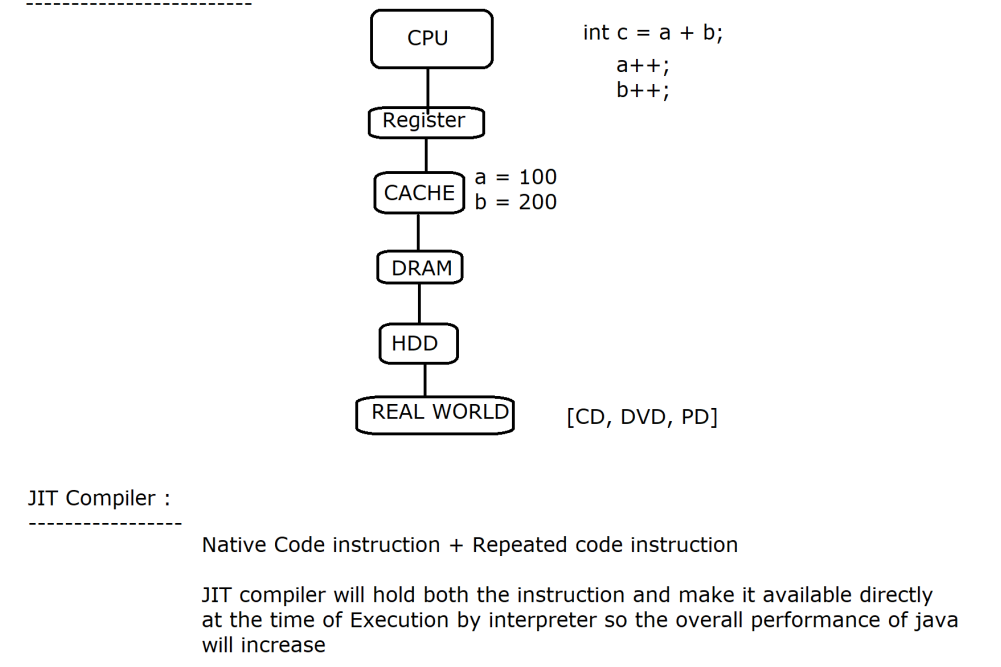 -------------------------
CPU
int c = a + b;
a++;
b++;
Register
CACHE
a = 100
b = 200
DRAM
HDD
REAL WORLD
[CD, DVD, PD]
JIT Compiler :
-----------------
Native Code instruction + Repeated code instruction
JIT compiler will hold both the instruction and make it available directly
at the time of Execution by interpreter so the overall performance of java
will increase